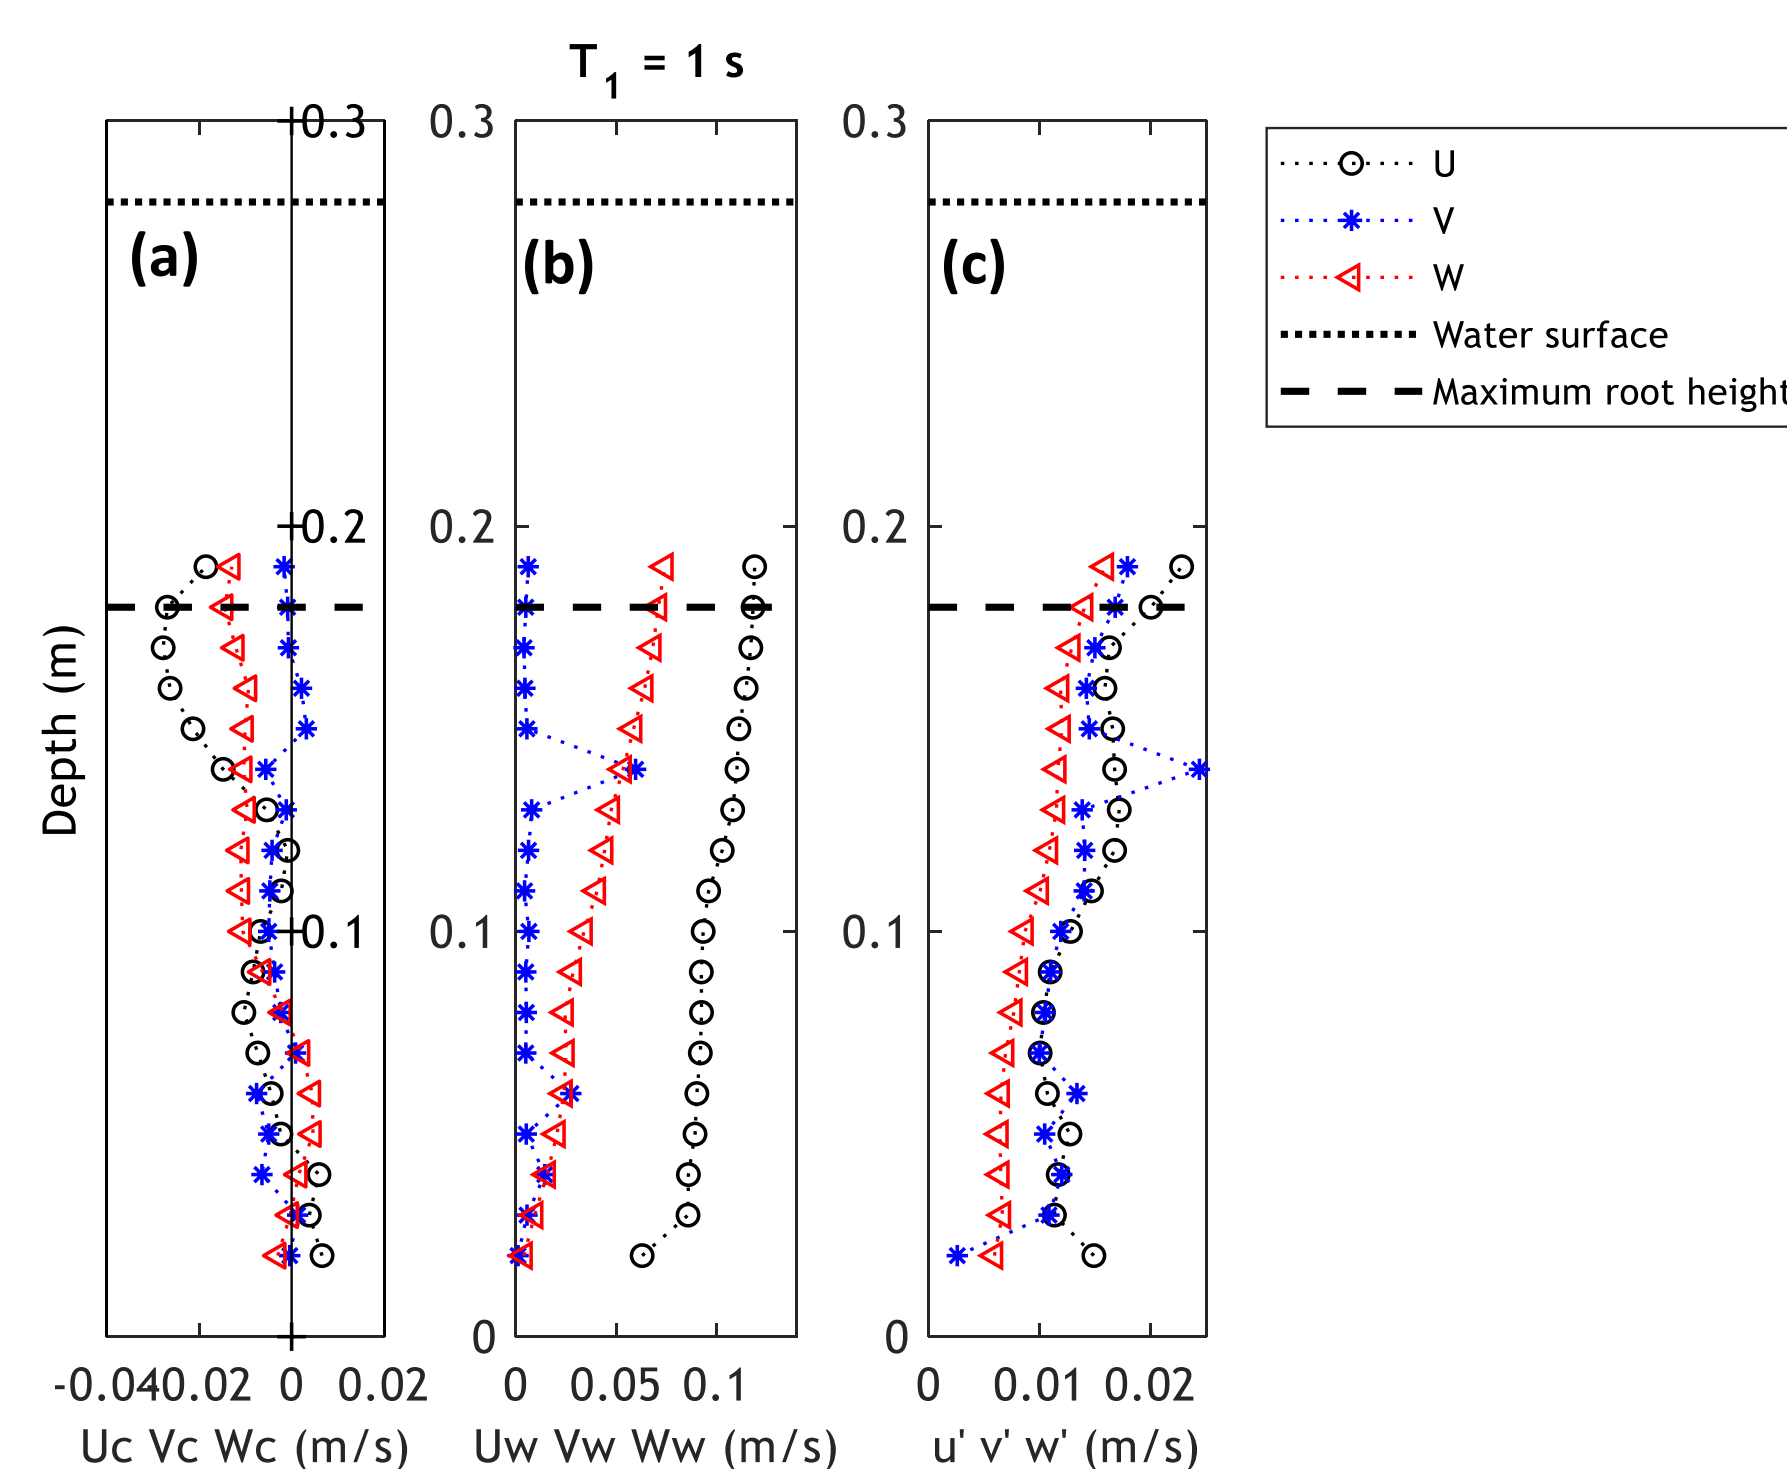 T1 = 1 s
0.3
0.3
0.3
U
V
W
Water surface
Maximum root height
(a)
(b)
(c)
0.2
0.2
0.2
Depth (m)
0.1
0.1
0.1
0
0
-0.040.02 0 0.02
0 0.05 0.1
0 0.01 0.02
Uc Vc Wc (m/s)
Uw Vw Ww (m/s)
u' v' w' (m/s)